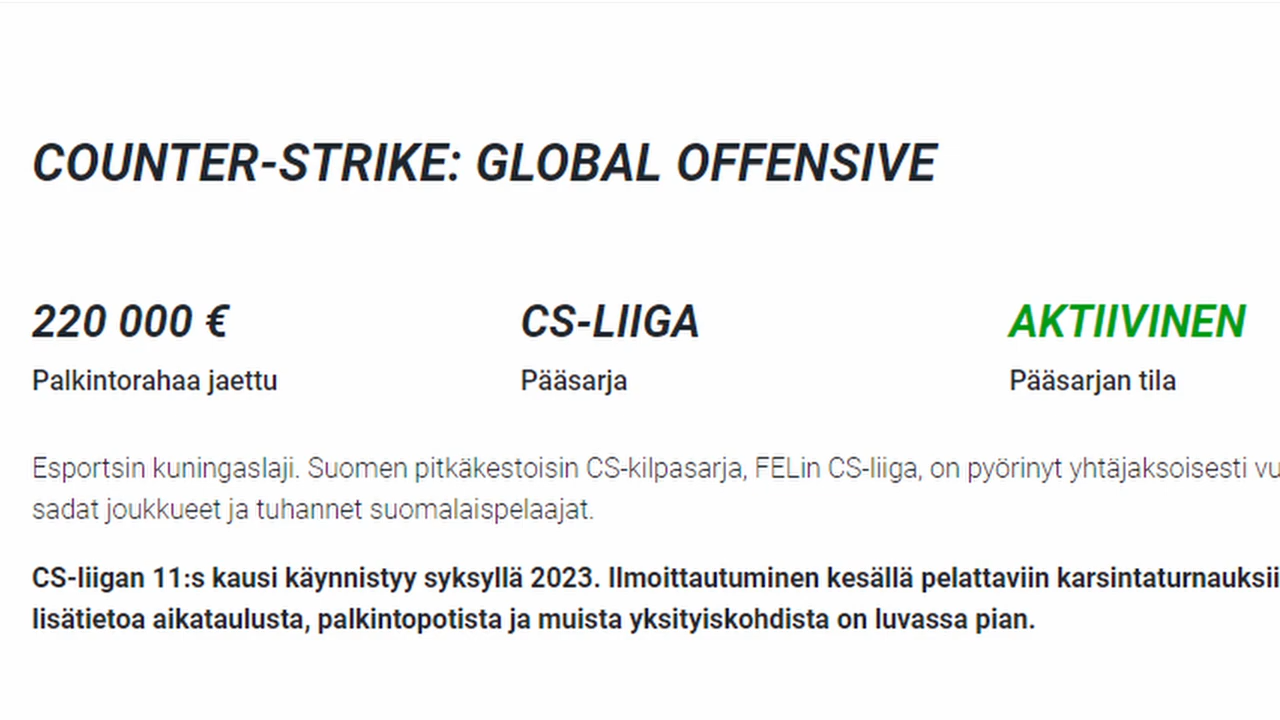 COUNTER-STRIKE: GLOBAL OFFENSIVE
220 000 €
CS-LIIGA
AKTIIVINEN
Palkintorahaa jaettu
Pääsarja
Pääsarjan tila
Esportsin kuningaslaji. Suomen pitkäkestoisin CS-kilpasarja, FELin CS-liiga, on pyörinyt yhtäjaksoisesti
sadat joukkueet ja tuhannet suomalaispelaajat.
CS-liigan 11:s kausi käynnistyy syksyllä 2023. Ilmoittautuminen kesällä pelattaviin
lisätietoa aikataulusta, palkintopotista ja muista yksityiskohdista on luvassa pian.